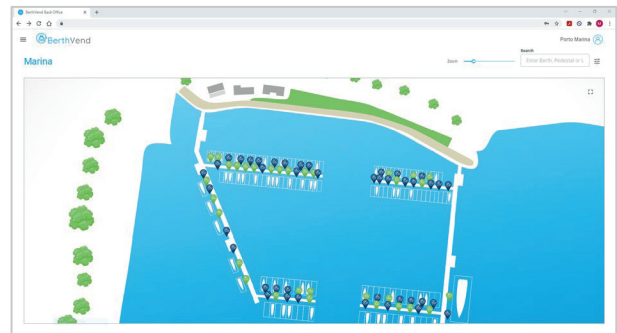 BerthVend Back Office
BerthVend
Porto Marina
Marina
Zoom
Search
Enter Berth, Pedestal or U